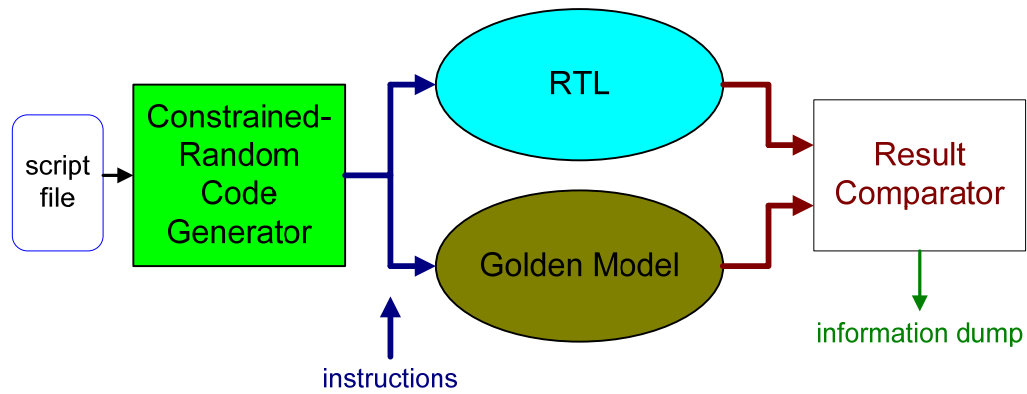 script
file
Constrained-
Random
Code
Generator
RTL
Golden Model
instructions
Result
Comparator
information dump